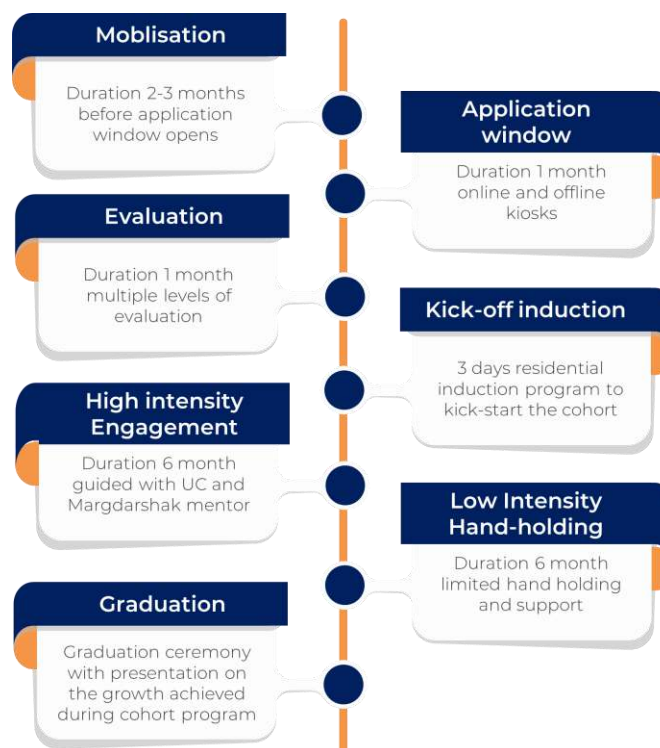 Moblisation
Duration 2-3 months
before application
window opens
Application
window
Duration 1 month
online and offline
kiosks
Evaluation
Duration 1 month
multiple levels of
evaluation
Kick-off induction
3 days residential
induction program to
kick-start the cohort
High intensity
Engagement
Duration 6 month
guided with UC and
Margdarshak mentor
Low Intensity
Hand-holding
Duration 6 month
limited hand holding
and support
Graduation
Graduation ceremony
with presentation on
the growth achieved
during cohort program